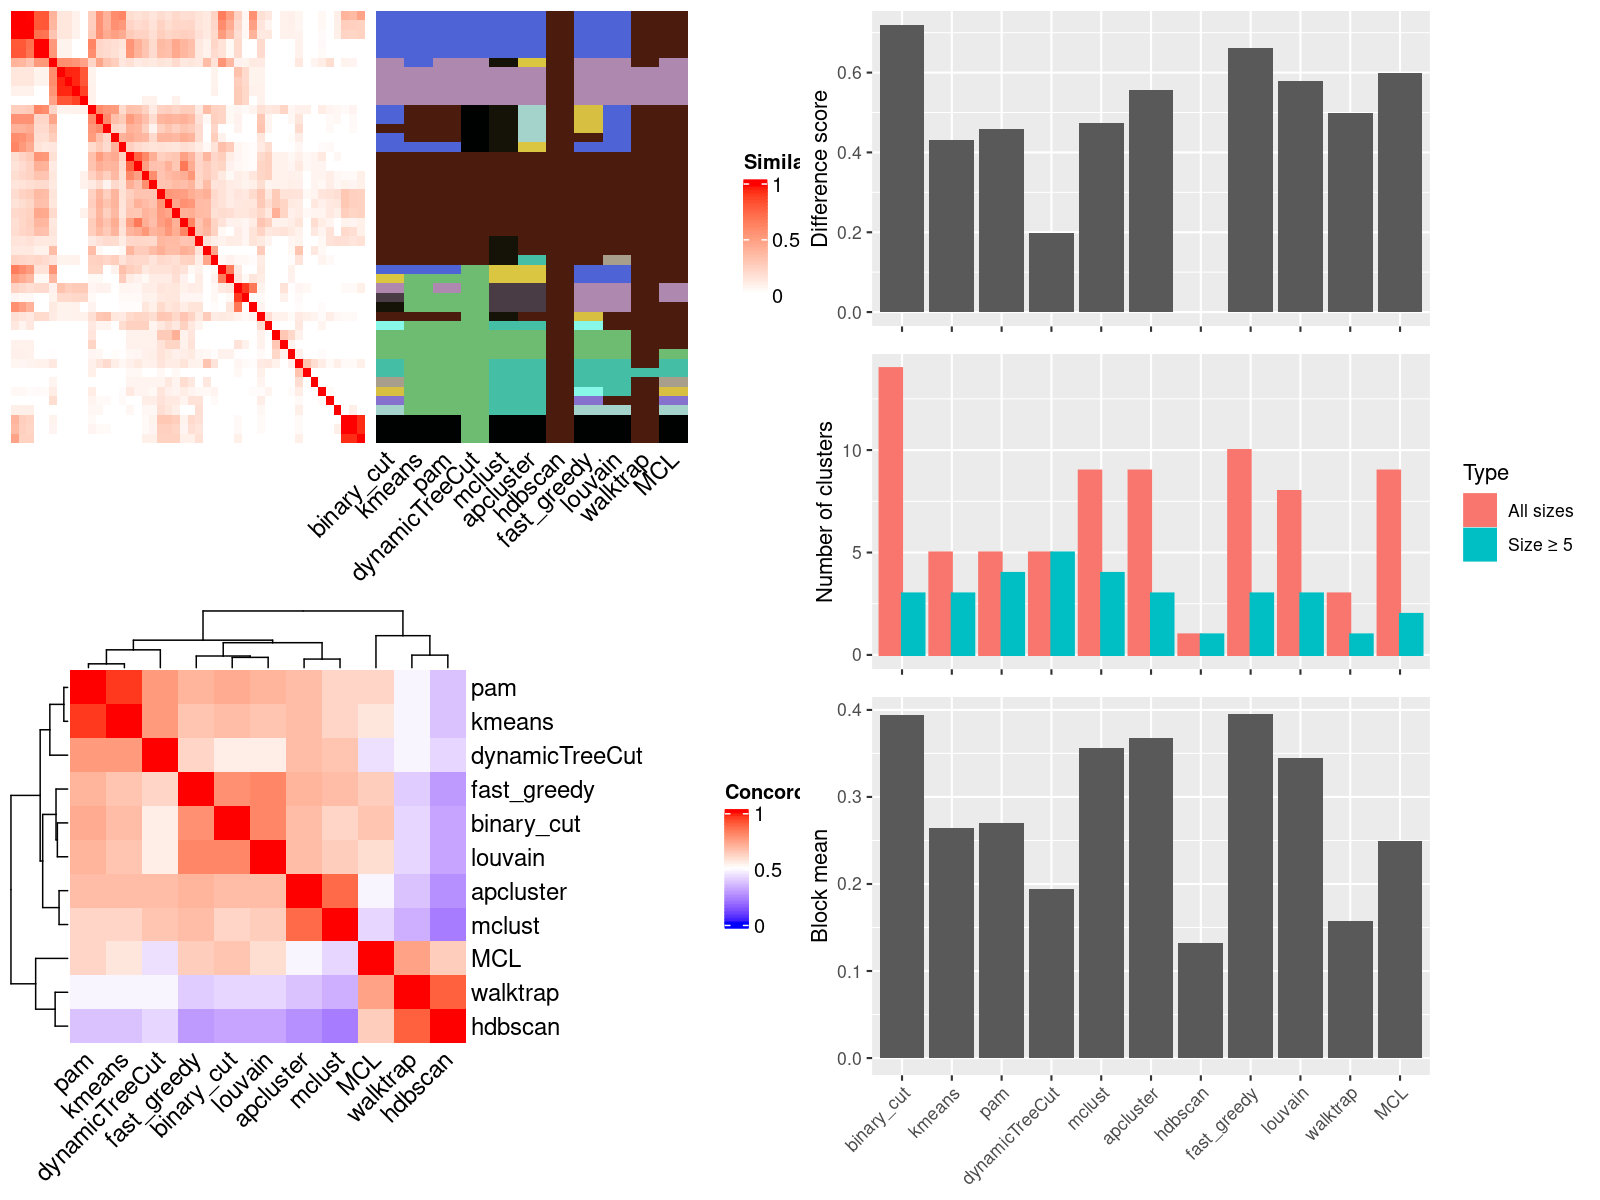 Simila
1
0.5
0
binary_cut
kmeans
pam
dynamicTreeCut
mclust
apcluster
hdbscan
fast_greedy
louvain
walktrap
MCL
pam
kmeans
dynamicTreeCut
fast_greedy
binary_cut
louvain
apcluster
mclust
MCL
walktrap
hdbscan
Concord
1
0.5
0
pam
kmeans
dynamicTreeCut
fast_greedy
binary_cut
louvain
apcluster
mclust
MCL
walktrap
hdbscan
Difference score
0.6
0.4
0.2
0.0
Number of clusters
10
5
0
Type
All sizes
Size ≥ 5
Block mean
0.4
0.3
0.2
0.1
0.0
binary_cut
kmeans
pam
dynamicTreeCut
mclust
apcluster
hdbscan
fast_greedy
louvain
walktrap
MCL